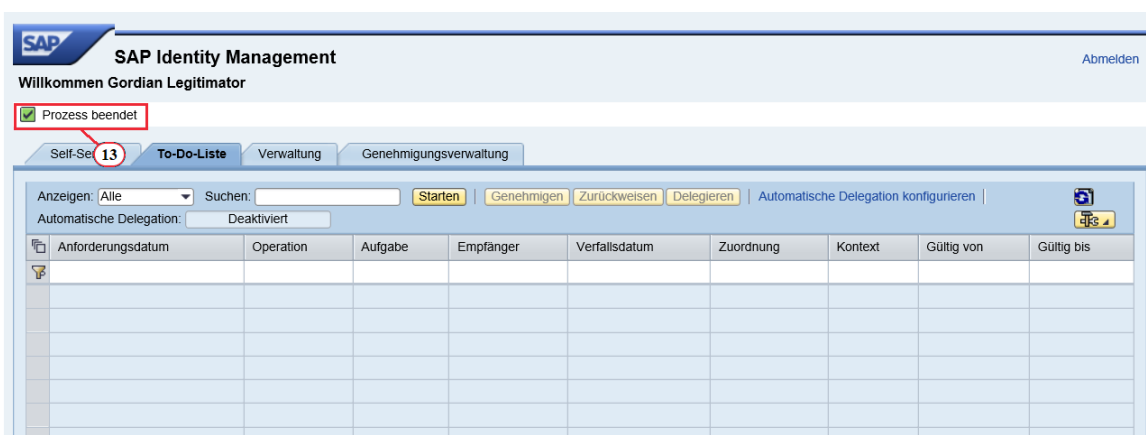 SAP
SAP Identity Management
Abmelden
Willkommen Gordian Legitimator
Prozess beendet
13
To-Do-Liste Verwaltung Genehmigungsverwaltung
Anzeigen: Alle Suchen: Starten Genehmigen Zurückweisen Delegieren Automatische Delegation konfigurieren
Automatische Delegation: Deaktiviert
Anforderungsdatum Operation Aufgabe Empfänger Verfallsdatum Zuordnung Kontext Gültig von Gültig bis